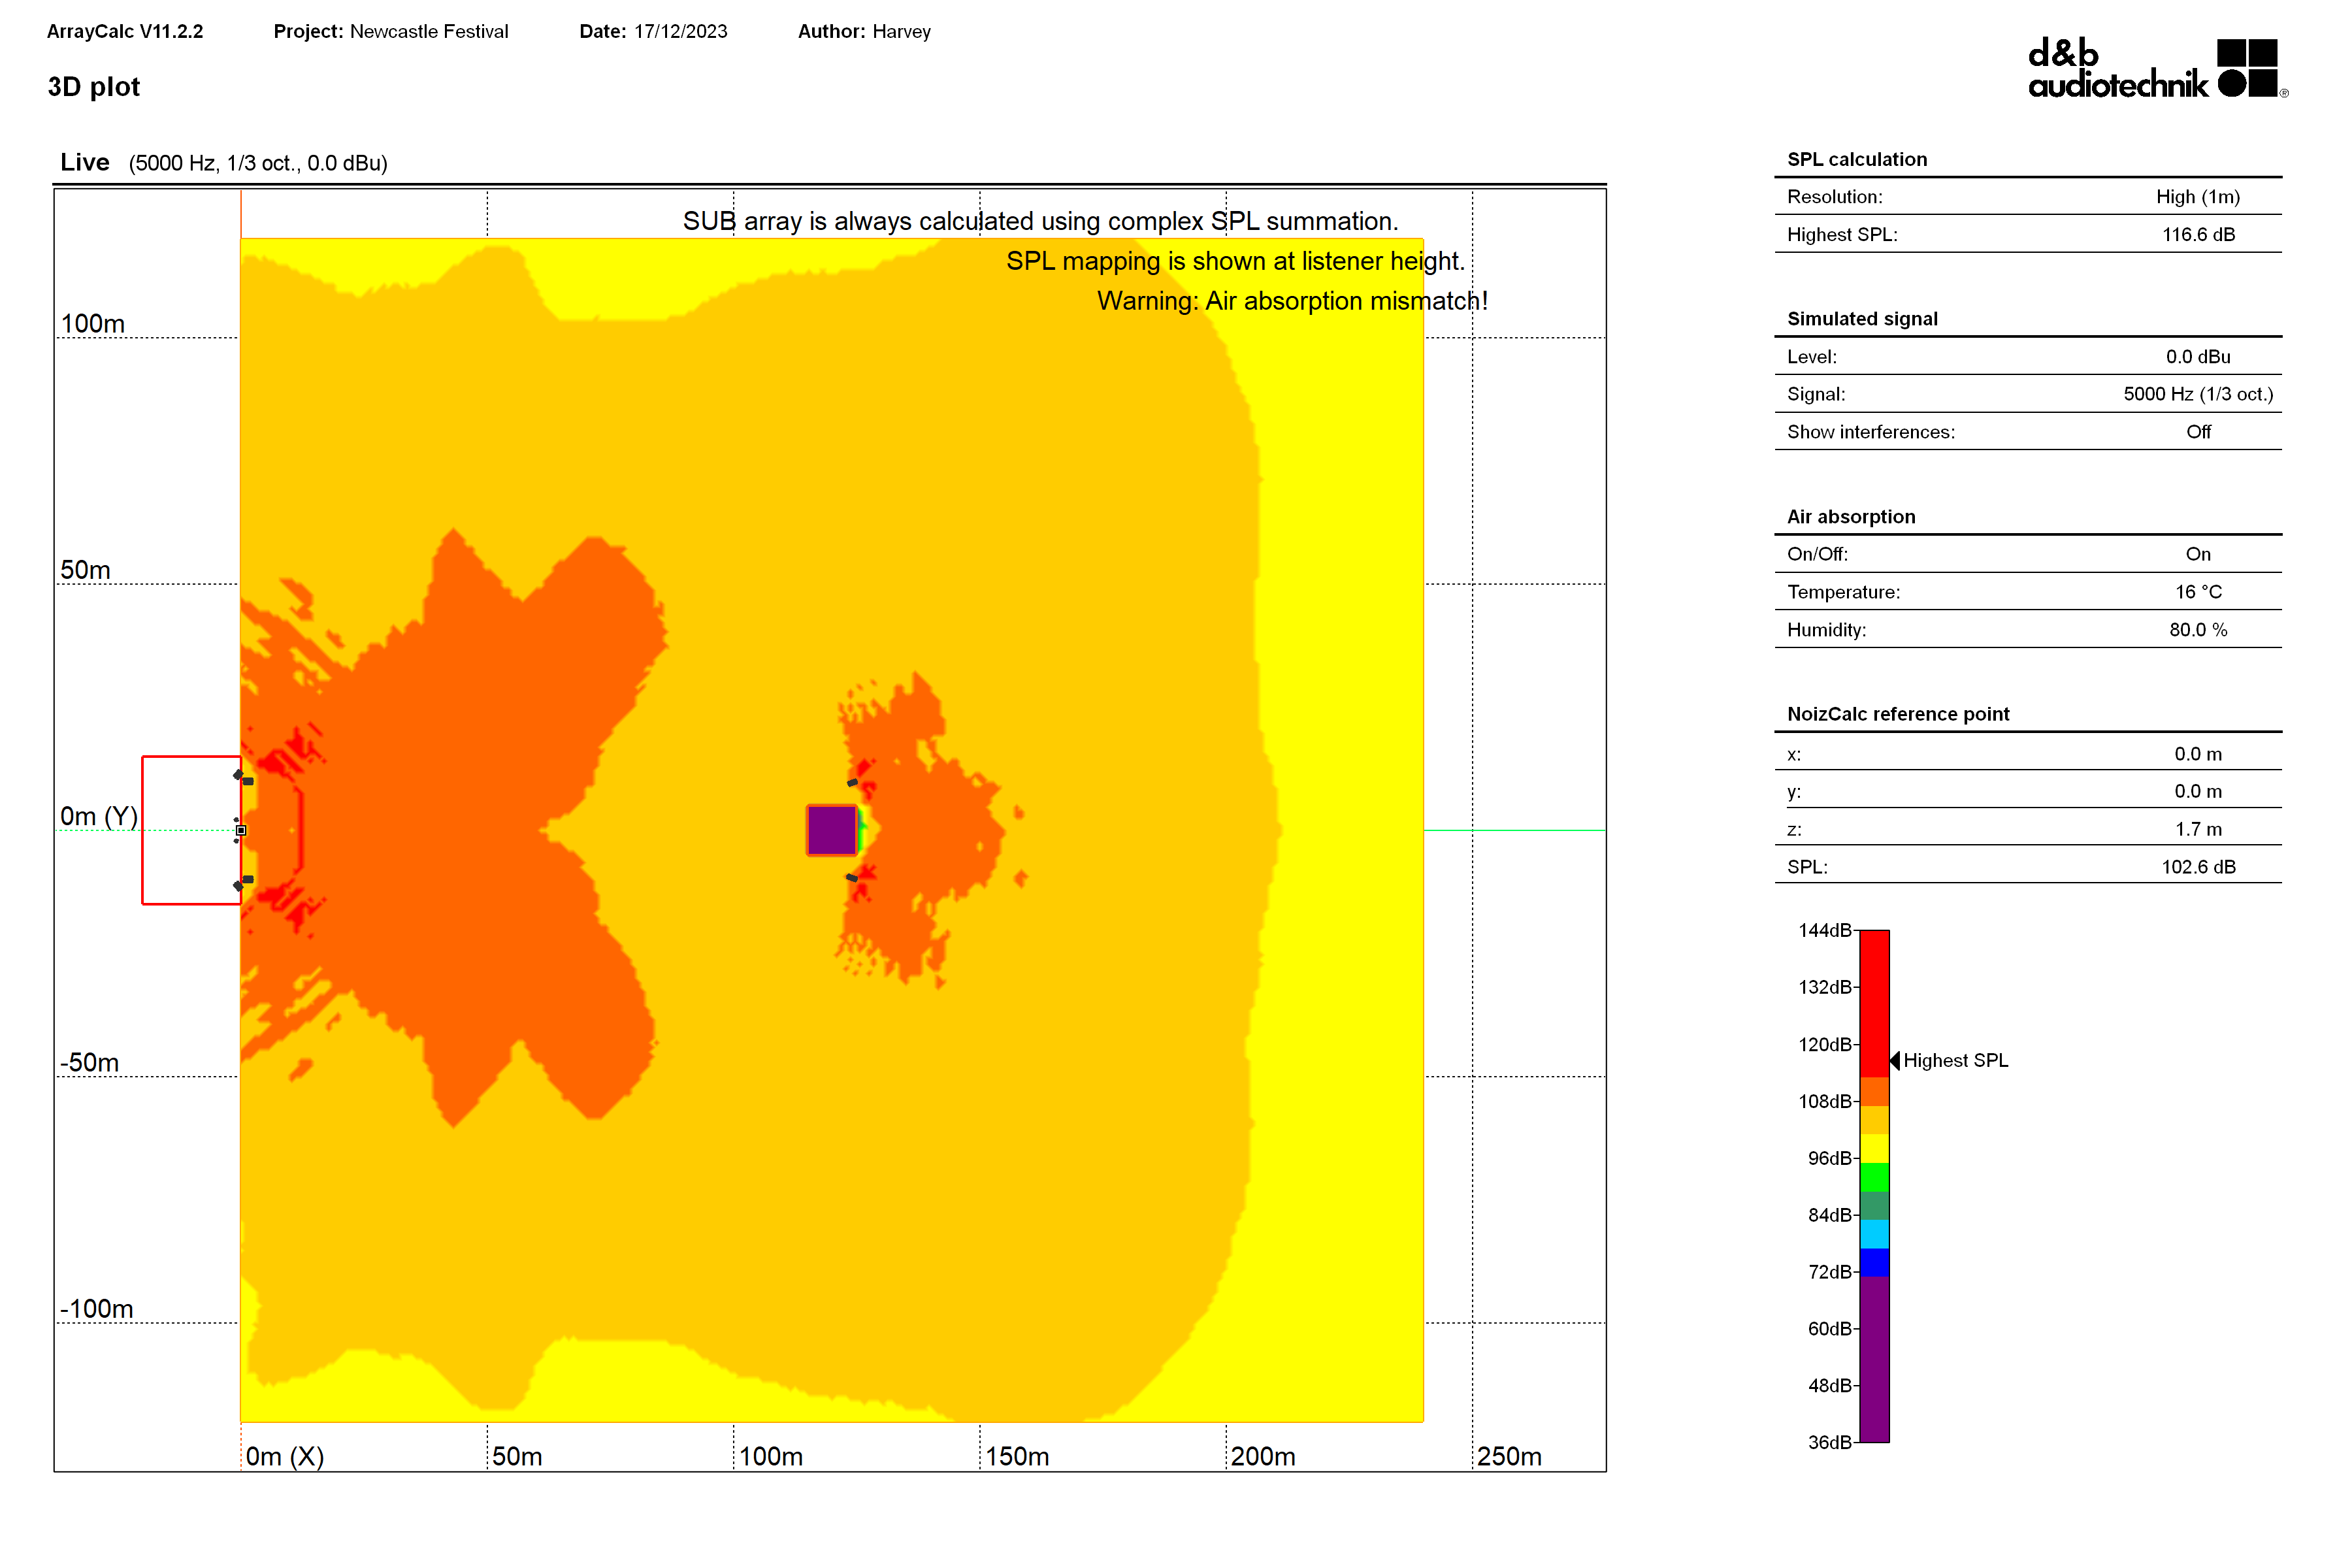 ArrayCalc V11.2.2 Project: Newcastle Festival Date: 17/12/2023 Author: Harvey
3D plot
d&b
audiotechnik
®
Live (5000 Hz, 1/3 oct., 0.0 dBu)
SUB array is always calculated using complex SPL summation.
SPL mapping is shown at listener height.
Warning: Air absorption mismatch!
100m
50m
0m (Y)
-50m
-100m
0m (X) 50m 100m 150m 200m 250m
SPL calculation
Resolution: High (1m)
Highest SPL: 116.6 dB
Simulated signal
Level: 0.0 dBu
Signal: 5000 Hz (1/3 oct.)
Show interferences: Off
Air absorption
On/Off: On
Temperature: 16 °C
Humidity: 80.0 %
NoizCalc reference point
x: 0.0 m
y: 0.0 m
z: 1.7 m
SPL: 102.6 dB
144dB
132dB
120dB
Highest SPL
108dB
96dB
84dB
72dB
60dB
48dB
36dB